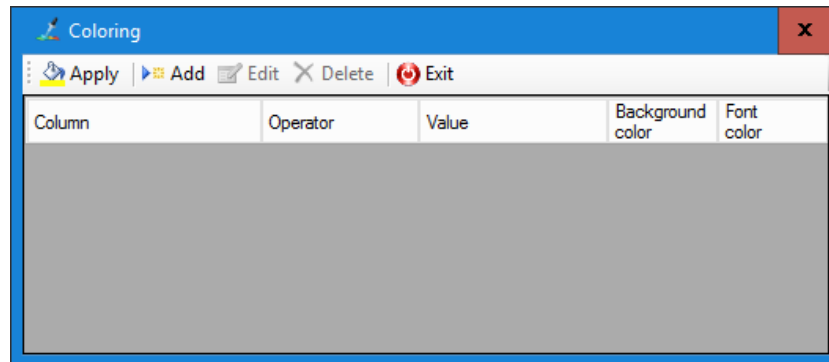 Coloring
x
Apply Add Edit Delete Exit
Column Operator Value Background color Font color